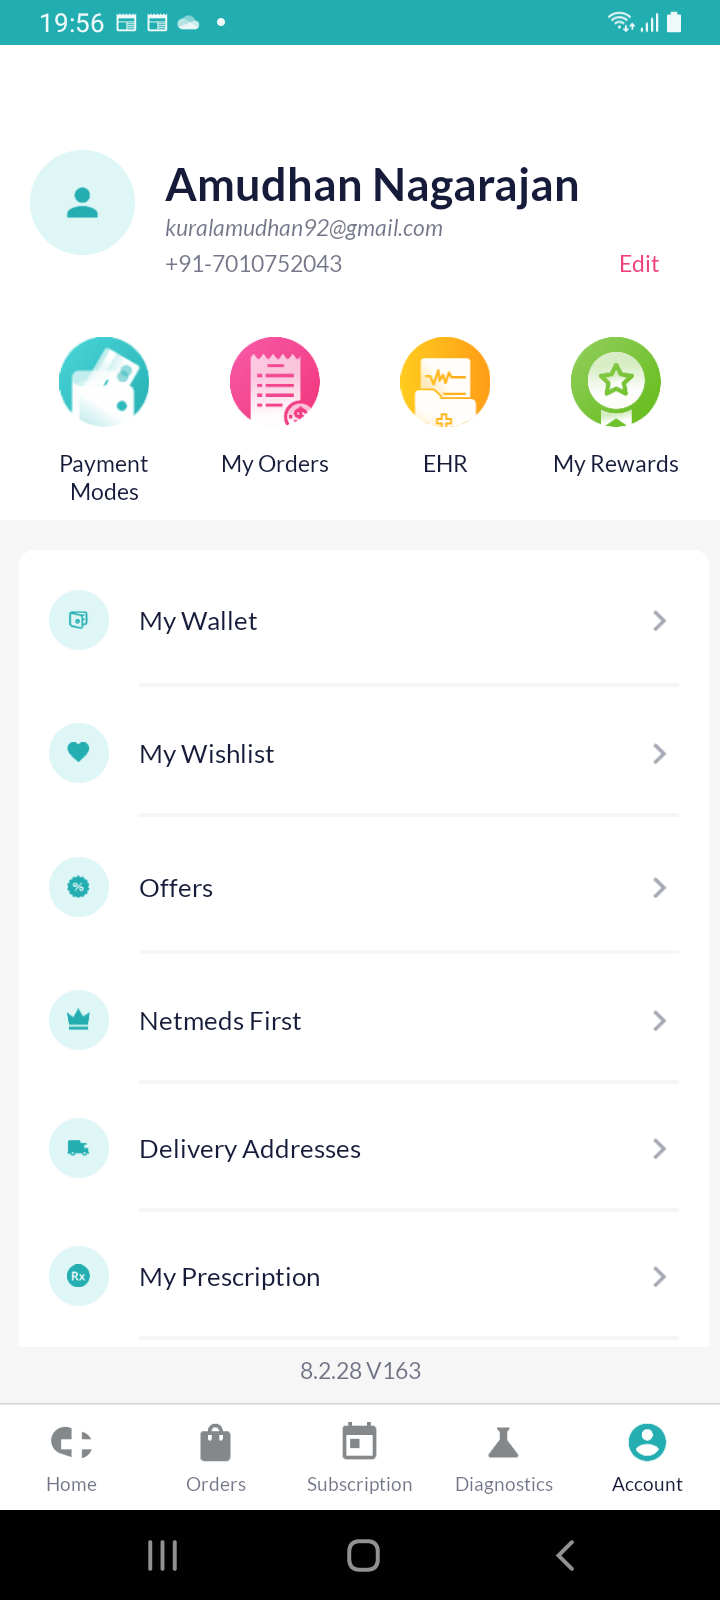 19:56
Amudhan Nagarajan
kuralamudhan92@gmail.com
+91-7010752043
Edit
Payment
Modes
My Orders
EHR
My Rewards
My Wallet
My Wishlist
%
Offers
Netmeds First
Delivery Addresses
Rx
My Prescription
8.2.28 V163
Home
Orders
Subscription
Diagnostics
Account